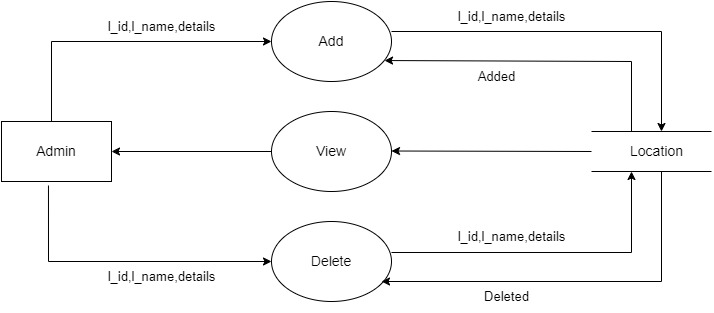 l_id,l_name,details
l_id,l_name,details
Add
Added
Admin
View
Location
l_id,l_name,details
Delete
l_id,l_name,details
Deleted